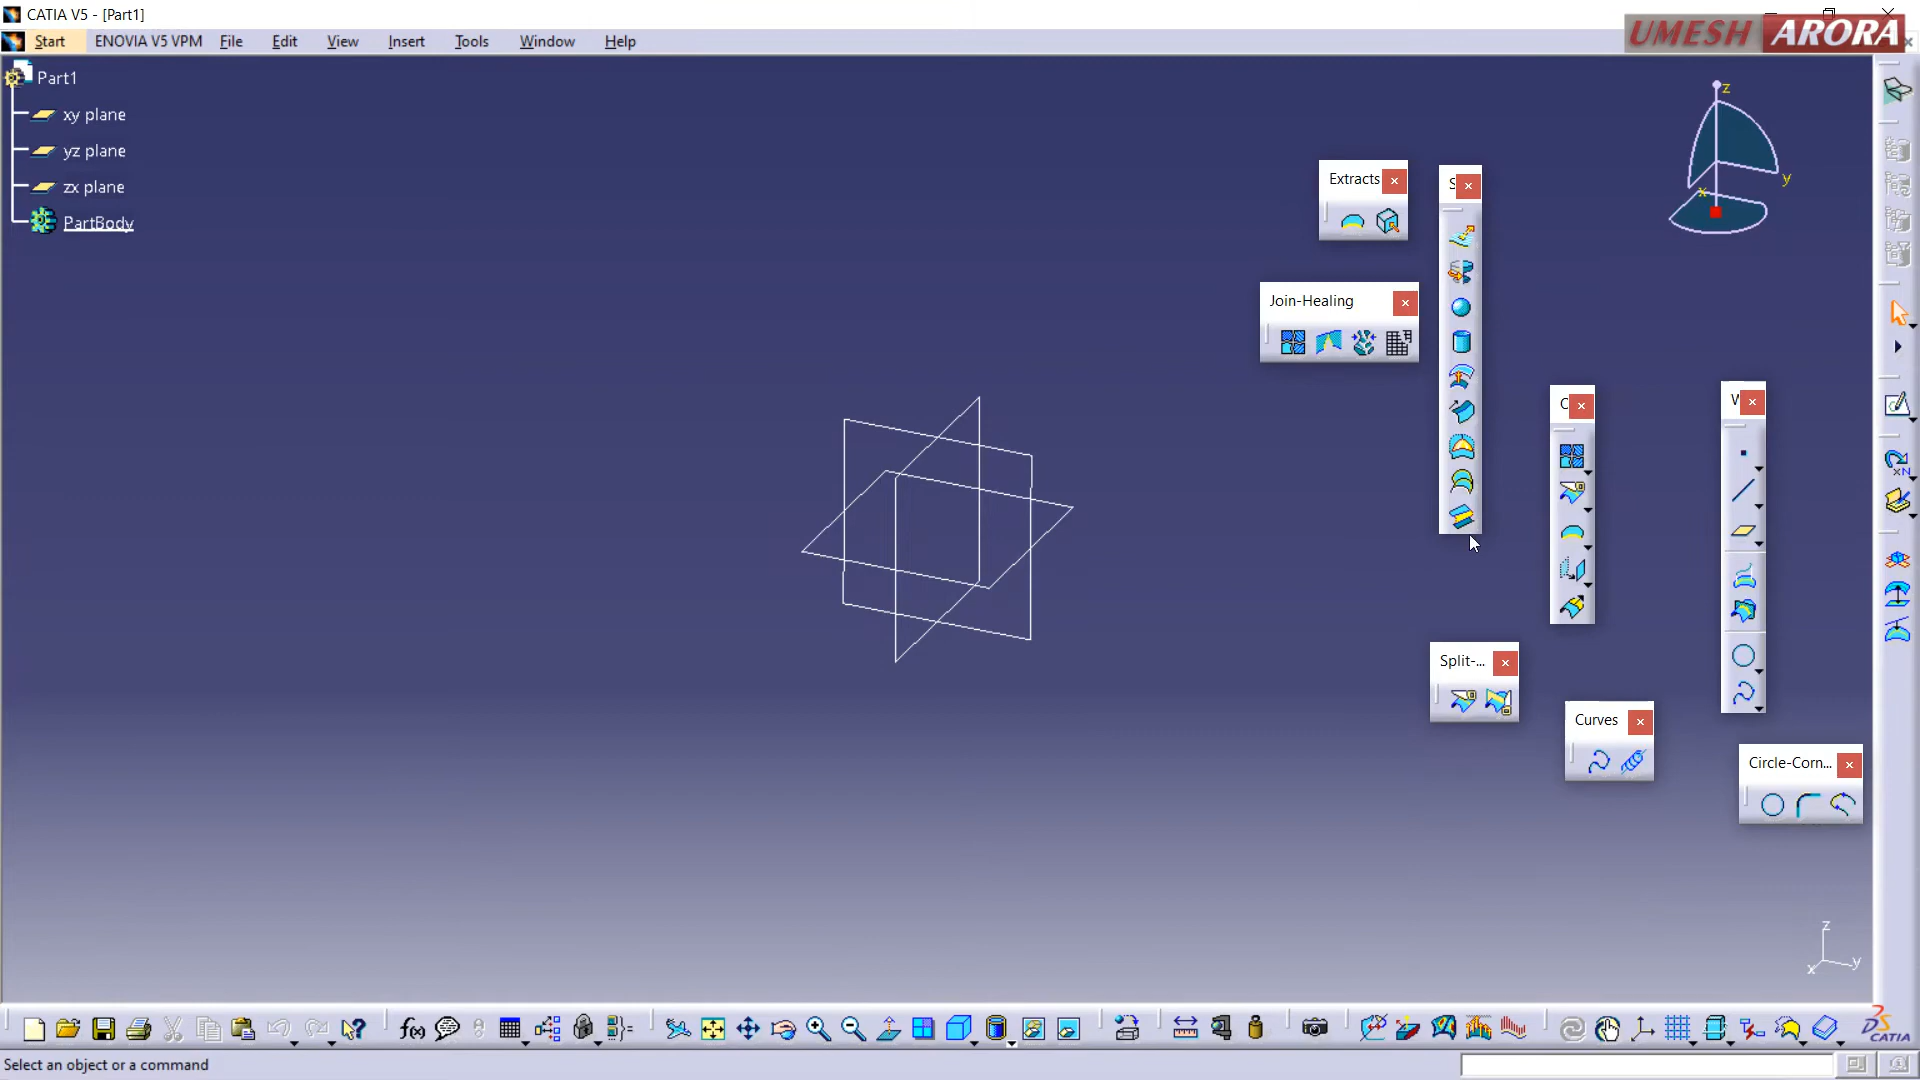 CATIA V5 - [Part1]
UMESH ARORA
Start ENOVIA V5 VPM File Edit View Insert Tools Window Help
Part1
xy plane
yz plane
zx plane
PartBody
z
y
x
Extracts
S
Join-Healing
C
W
Split-...
Curves
Circle-Corn...
z
x
y
f(x)
CATIA
Select an object or a command